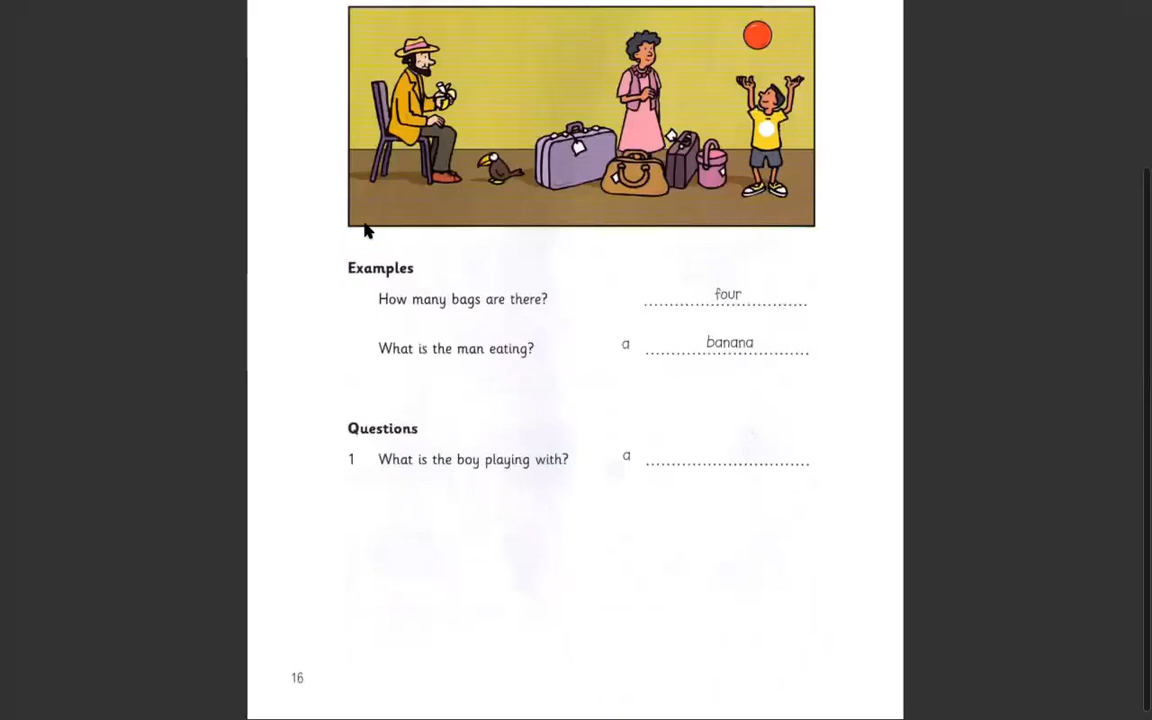 Examples
How many bags are there? four
What is the man eating? a banana
Questions
1 What is the boy playing with? a
16